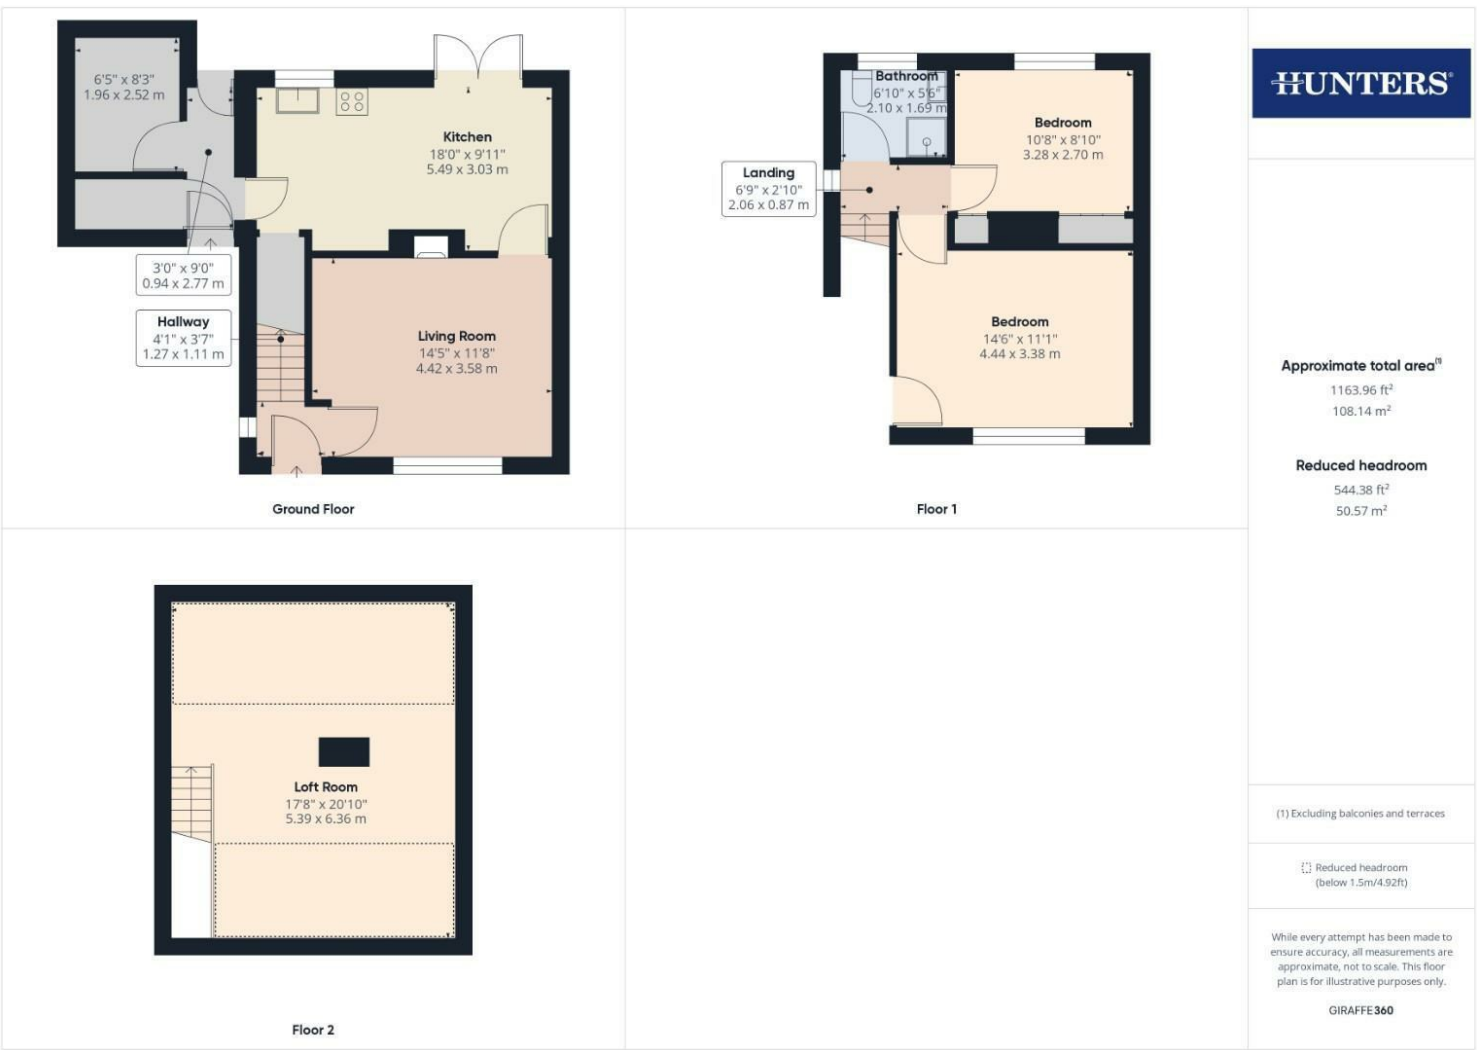 6'5" x 8'3"
1.96 x 2.52 m
Kitchen
18'0" x 9'11"
5.49 x 3.03 m
3'0" x 9'0"
0.94 x 2.77 m
Hallway
4'1" x 3'7"
1.27 x 1.11 m
Living Room
14'5" x 11'8"
4.42 x 3.58 m
Ground Floor
Bathroom
6'10" x 5'6"
2.10 x 1.69 m
Bedroom
10'8" x 8'10"
3.28 x 2.70 m
Landing
6'9" x 2'10"
2.06 x 0.87 m
Bedroom
14'6" x 11'1"
4.44 x 3.38 m
Floor 1
Loft Room
17'8" x 20'10"
5.39 x 6.36 m
Floor 2
HUNTERS®
Approximate total area(1)
1163.96 ft²
108.14 m²
Reduced headroom
544.38 ft²
50.57 m²
(1) Excluding balconies and terraces
Reduced headroom
(below 1.5m/4.92ft)
While every attempt has been made to
ensure accuracy, all measurements are
approximate, not to scale. This floor
plan is for illustrative purposes only.
GIRAFFE360